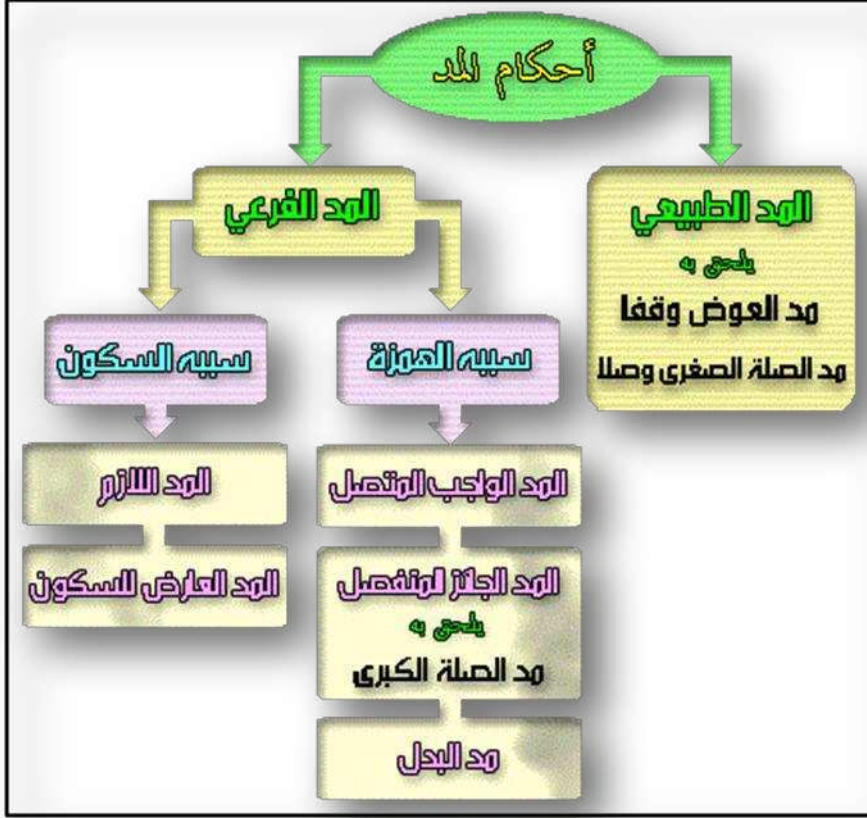 أحكام المد
المد الطبيعي
يلحق به
مد العوض وقفا
مد الصلة الصغرى وصلا
المد الفرعي
سببه الهمزة
المد الواجب المتصل
المد الجائز المنفصل
يلحق به
مد الصلة الكبرى
مد البدل
سببه السكون
المد اللازم
المد العارض للسكون